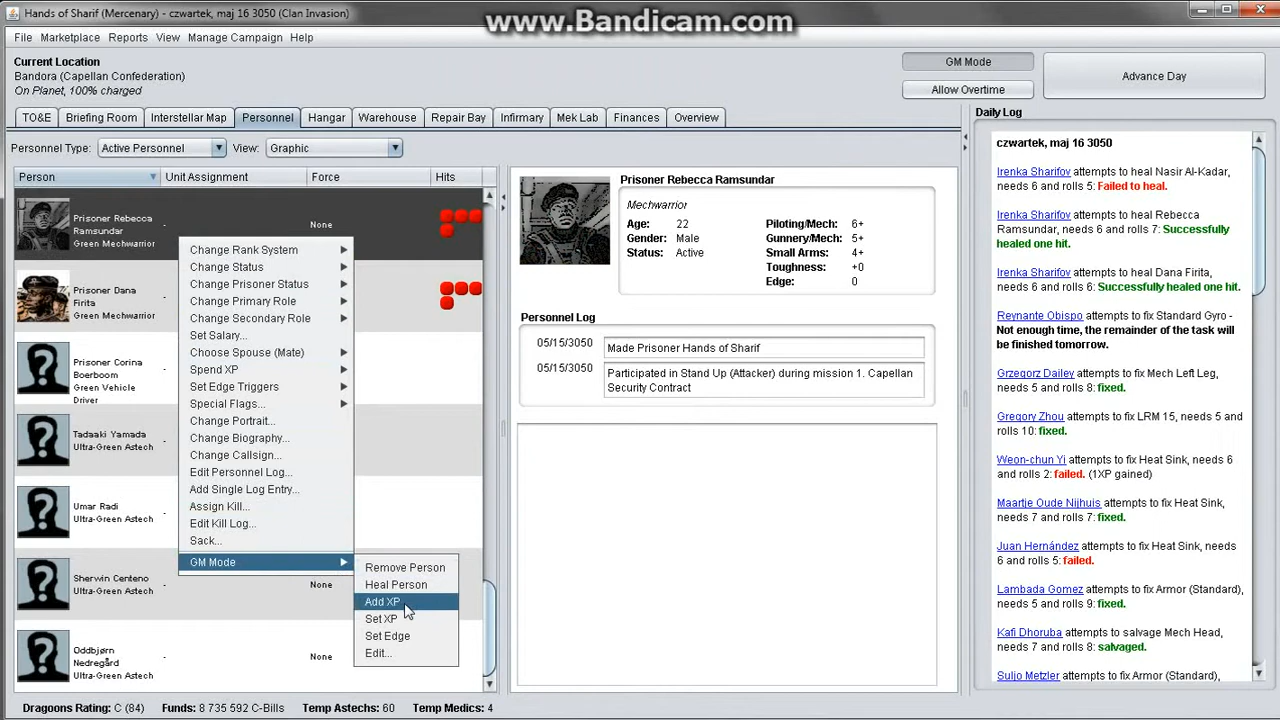 Hands of Sharif (Mercenary) - czwartek, maj 16 3050 (Clan Invasion)
www.Bandicam.com
File Marketplace Reports View Manage Campaign Help
Current Location
Bandora (Capellan Confederation)
On Planet, 100% charged
GM Mode
Allow Overtime
Advance Day
TO&E Briefing Room Interstellar Map Personnel Hangar Warehouse Repair Bay Infirmary Mek Lab Finances Overview
Personnel Type: Active Personnel View: Graphic
Person Unit Assignment Force Hits
Prisoner Rebecca
Ramsundar
Green Mechwarrior
-
None
Prisoner Dana
Firita
Green Mechwarrior
-
Prisoner Corina
Boerboom
Green Vehicle
Driver
-
Tadaaki Yamada
Ultra-Green Astech
-
Umar Radi
Ultra-Green Astech
-
Sherwin Centeno
Ultra-Green Astech
-
None
Oddbjørn
Nedregård
Ultra-Green Astech
-
None
Change Rank System
Change Status
Change Prisoner Status
Change Primary Role
Change Secondary Role
Set Salary...
Choose Spouse (Mate)
Spend XP
Set Edge Triggers
Special Flags...
Change Portrait...
Change Biography...
Change Callsign...
Edit Personnel Log...
Add Single Log Entry...
Assign Kill...
Edit Kill Log...
Sack...
GM Mode
Remove Person
Heal Person
Add XP
Set XP
Set Edge
Edit...
Prisoner Rebecca Ramsundar
Mechwarrior
Age: 22 Piloting/Mech: 6+
Gender: Male Gunnery/Mech: 5+
Status: Active Small Arms: 4+
Toughness: +0
Edge: 0
Personnel Log
05/15/3050 Made Prisoner Hands of Sharif
05/15/3050 Participated in Stand Up (Attacker) during mission 1. Capellan
Security Contract
Daily Log
czwartek, maj 16 3050
Irenka Sharifov attempts to heal Nasir Al-Kadar,
needs 6 and rolls 5: Failed to heal.
Irenka Sharifov attempts to heal Rebecca
Ramsundar, needs 6 and rolls 7: Successfully
healed one hit.
Irenka Sharifov attempts to heal Dana Firita,
needs 6 and rolls 6: Successfully healed one hit.
Reynante Obispo attempts to fix Standard Gyro -
Not enough time, the remainder of the task will
be finished tomorrow.
Grzegorz Dailey attempts to fix Mech Left Leg,
needs 5 and rolls 8: fixed.
Gregory Zhou attempts to fix LRM 15, needs 5 and
rolls 10: fixed.
Weon-chun Yi attempts to fix Heat Sink, needs 6
and rolls 2: failed. (1XP gained)
Maartje Oude Nijhuis attempts to fix Heat Sink,
needs 7 and rolls 7: fixed.
Juan Hernández attempts to fix Heat Sink, needs
6 and rolls 5: failed.
Lambada Gomez attempts to fix Armor (Standard),
needs 5 and rolls 9: fixed.
Kafi Dhoruba attempts to salvage Mech Head,
needs 7 and rolls 8: salvaged.
Suljo Metzler attempts to fix Armor (Standard),
Dragoons Rating: C (84) Funds: 8 735 592 C-Bills Temp Astechs: 60 Temp Medics: 4